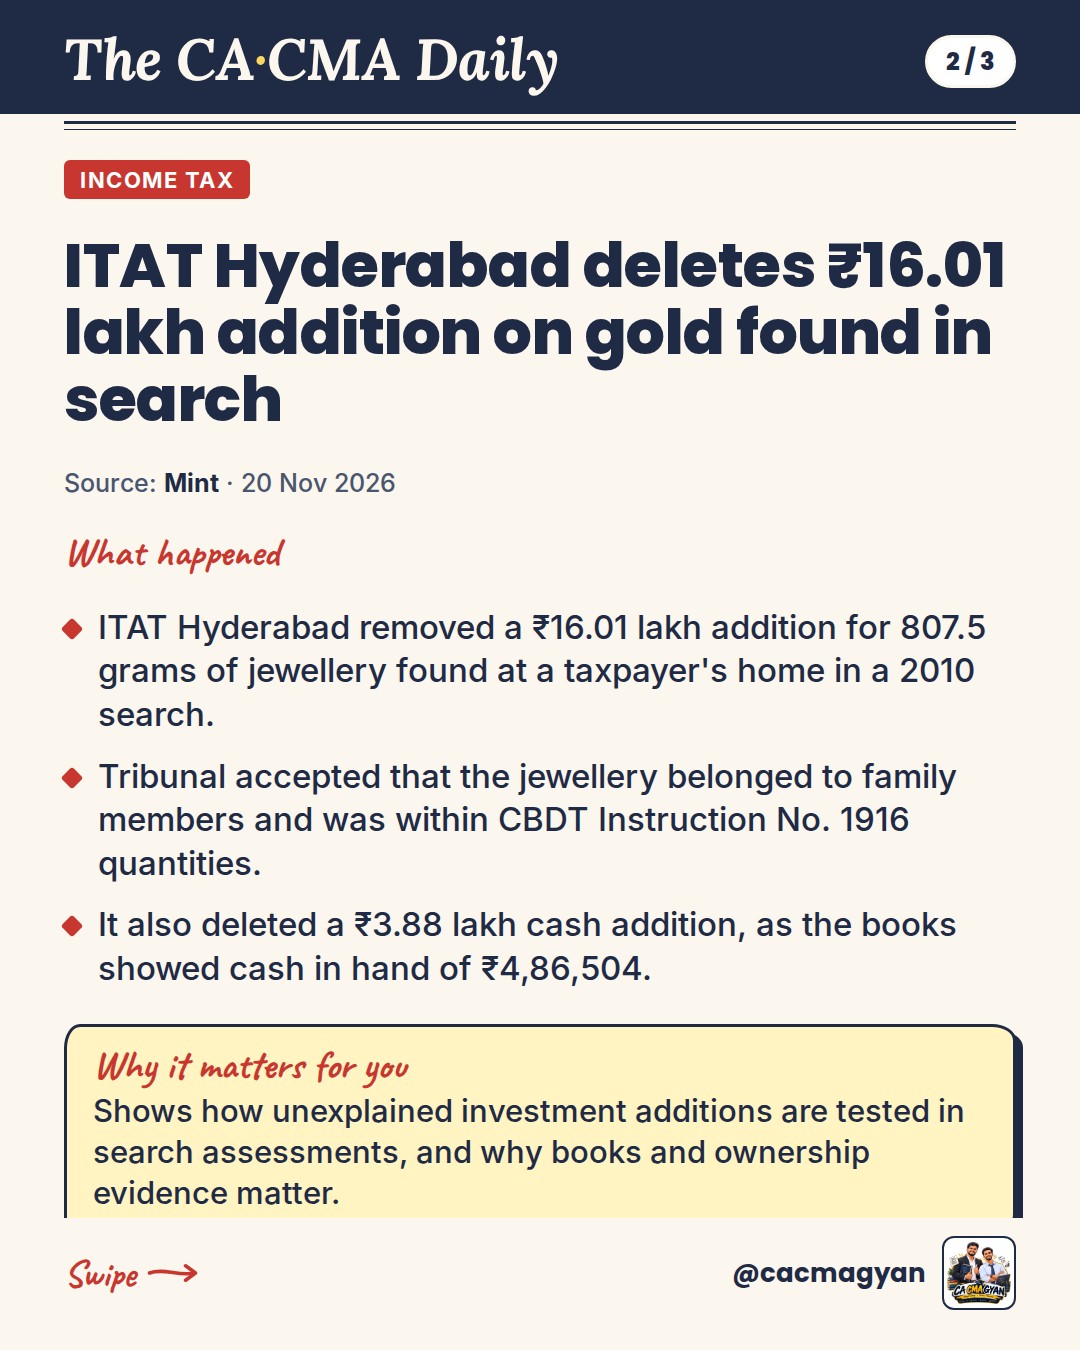 The CA·CMA Daily
2/3
INCOME TAX
ITAT Hyderabad deletes ₹16.01
lakh addition on gold found in
search
Source: Mint · 20 Nov 2026
What happened
ITAT Hyderabad removed a ₹16.01 lakh addition for 807.5
grams of jewellery found at a taxpayer's home in a 2010
search.
Tribunal accepted that the jewellery belonged to family
members and was within CBDT Instruction No. 1916
quantities.
It also deleted a ₹3.88 lakh cash addition, as the books
showed cash in hand of ₹4,86,504.
Why it matters for you
Shows how unexplained investment additions are tested in
search assessments, and why books and ownership
evidence matter.
Swipe
@cacmagyan
CA CMA GYAN